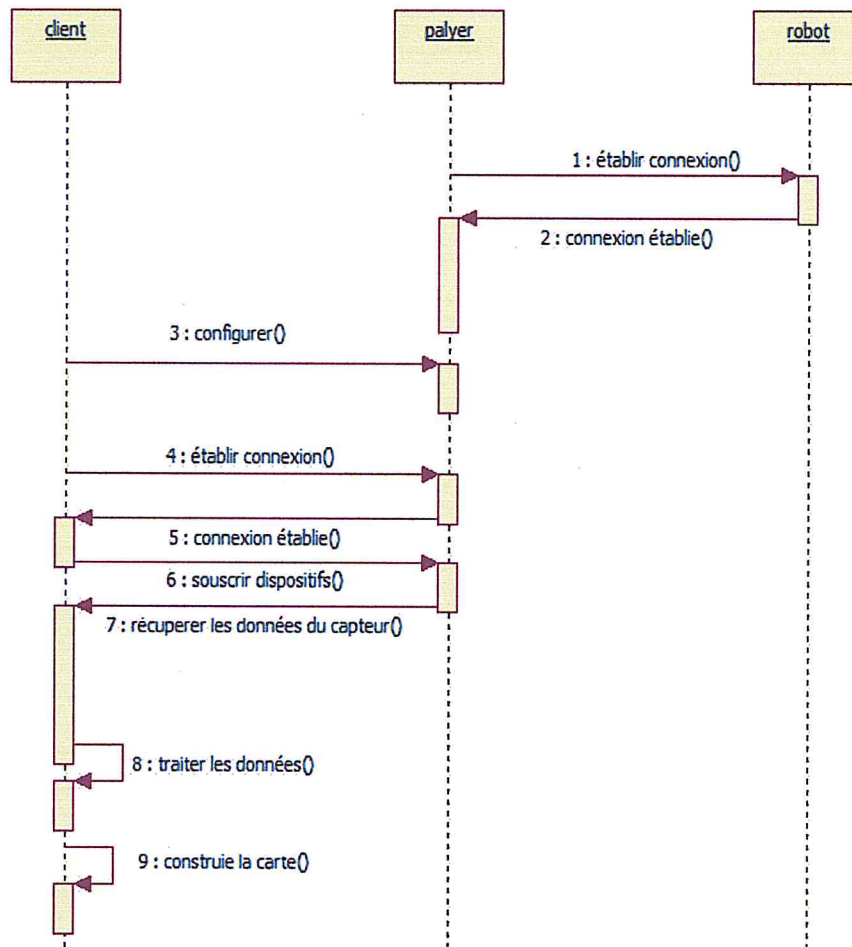 client
palyer
robot
1 : établir connexion()
2 : connexion établie()
3 : configurer()
4 : établir connexion()
5 : connexion établie()
6 : souscrir dispositifs()
7 : récuperer les données du capteur()
8 : traiter les données()
9 : construie la carte()